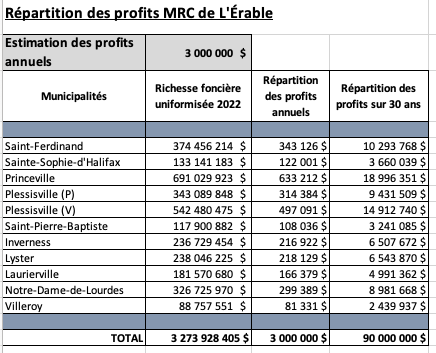 Répartition des profits MRC de L'Érable
Estimation des profits annuels 3 000 000 $
Municipalités Richesse foncière uniformisée 2022 Répartition des profits annuels Répartition des profits sur 30 ans
Saint-Ferdinand 374 456 214 $ 343 126 $ 10 293 768 $
Sainte-Sophie-d'Halifax 133 141 183 $ 122 001 $ 3 660 039 $
Princeville 691 029 923 $ 633 212 $ 18 996 351 $
Plessisville (P) 343 089 848 $ 314 384 $ 9 431 509 $
Plessisville (V) 542 480 475 $ 497 091 $ 14 912 740 $
Saint-Pierre-Baptiste 117 900 882 $ 108 036 $ 3 241 085 $
Inverness 236 729 454 $ 216 922 $ 6 507 672 $
Lyster 238 046 225 $ 218 129 $ 6 543 870 $
Laurierville 181 570 680 $ 166 379 $ 4 991 362 $
Notre-Dame-de-Lourdes 326 725 970 $ 299 389 $ 8 981 668 $
Villeroy 88 757 551 $ 81 331 $ 2 439 937 $
TOTAL 3 273 928 405 $ 3 000 000 $ 90 000 000 $